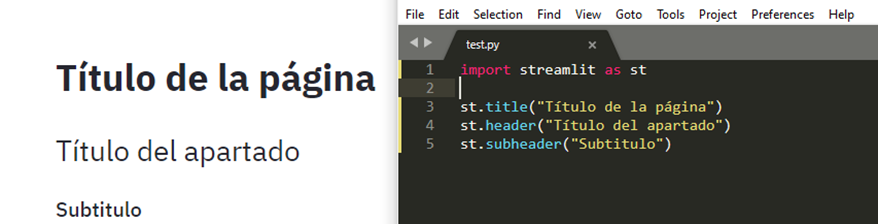 Título de la página
Título del apartado
Subtitulo
File Edit Selection Find View Goto Tools Project Preferences Help
test.py
1 import streamlit as st
2
3 st.title("Título de la página")
4 st.header("Título del apartado")
5 st.subheader("Subtitulo")